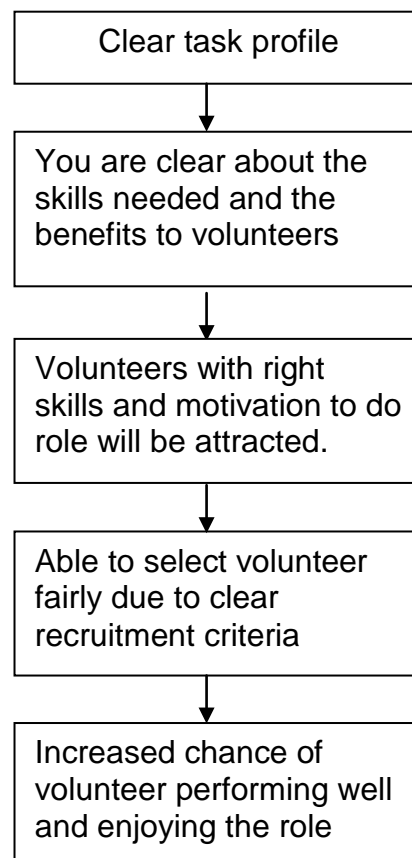 Clear task profile
You are clear about the
skills needed and the
benefits to volunteers
Volunteers with right
skills and motivation to do
role will be attracted.
Able to select volunteer
fairly due to clear
recruitment criteria
Increased chance of
volunteer performing well
and enjoying the role